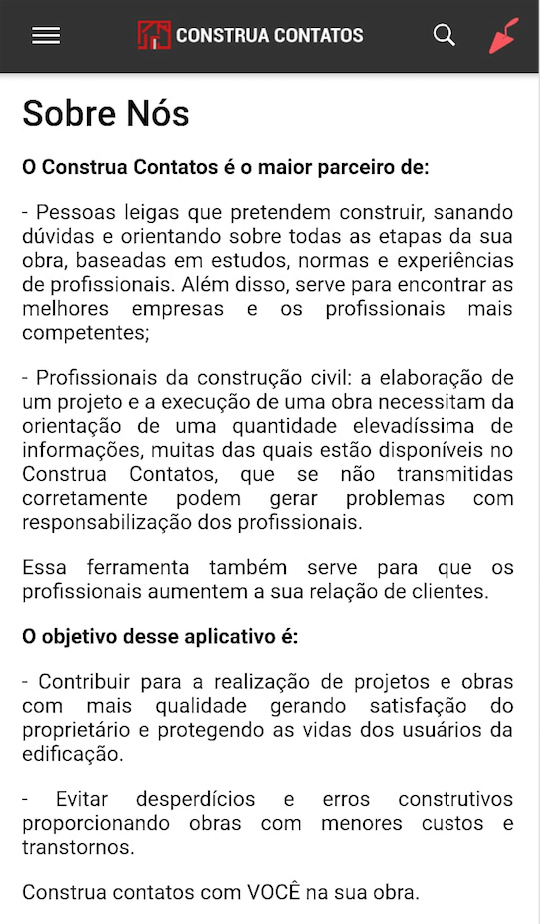 CONSTRUA CONTATOS
Sobre Nós
O Construa Contatos é o maior parceiro de:
- Pessoas leigas que pretendem construir, sanando
dúvidas e orientando sobre todas as etapas da sua
obra, baseadas em estudos, normas e experiências
de profissionais. Além disso, serve para encontrar as
melhores empresas e os profissionais mais
competentes;
- Profissionais da construção civil: a elaboração de
um projeto e a execução de uma obra necessitam da
orientação de uma quantidade elevadíssima de
informações, muitas das quais estão disponíveis no
Construa Contatos, que se não transmitidas
corretamente podem gerar problemas com
responsabilização dos profissionais.
Essa ferramenta também serve para que os
profissionais aumentem a sua relação de clientes.
O objetivo desse aplicativo é:
- Contribuir para a realização de projetos e obras
com mais qualidade gerando satisfação do
proprietário e protegendo as vidas dos usuários da
edificação.
- Evitar desperdícios e erros construtivos
proporcionando obras com menores custos e
transtornos.
Construa contatos com VOCÊ na sua obra.